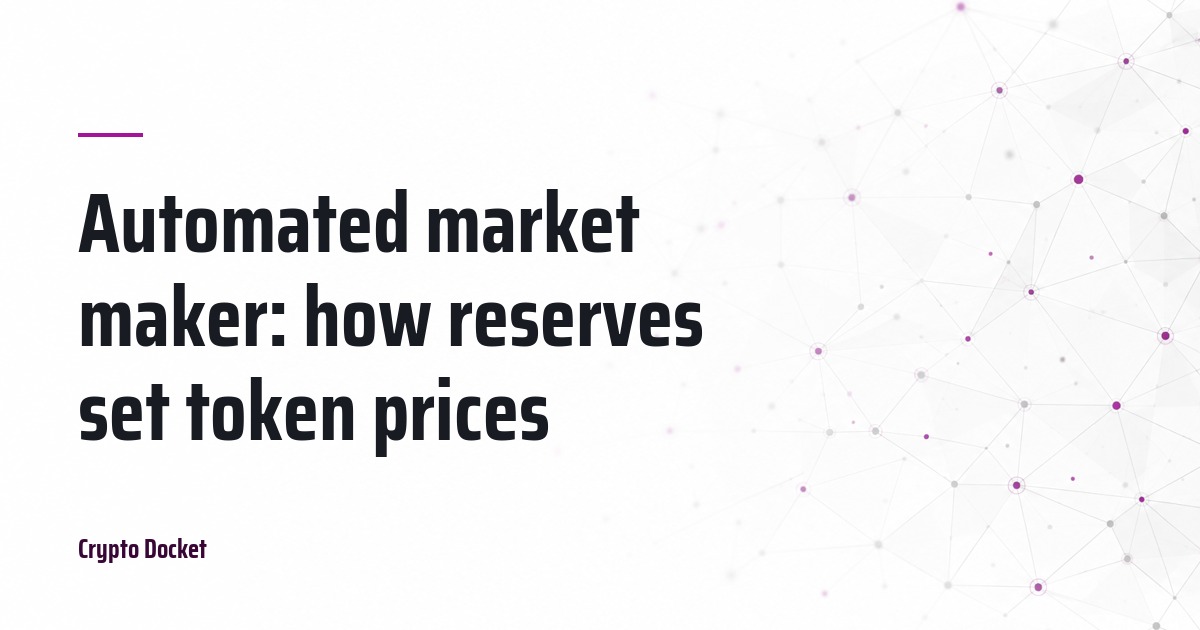 Automated market
maker: how reserves
set token prices
Crypto Docket